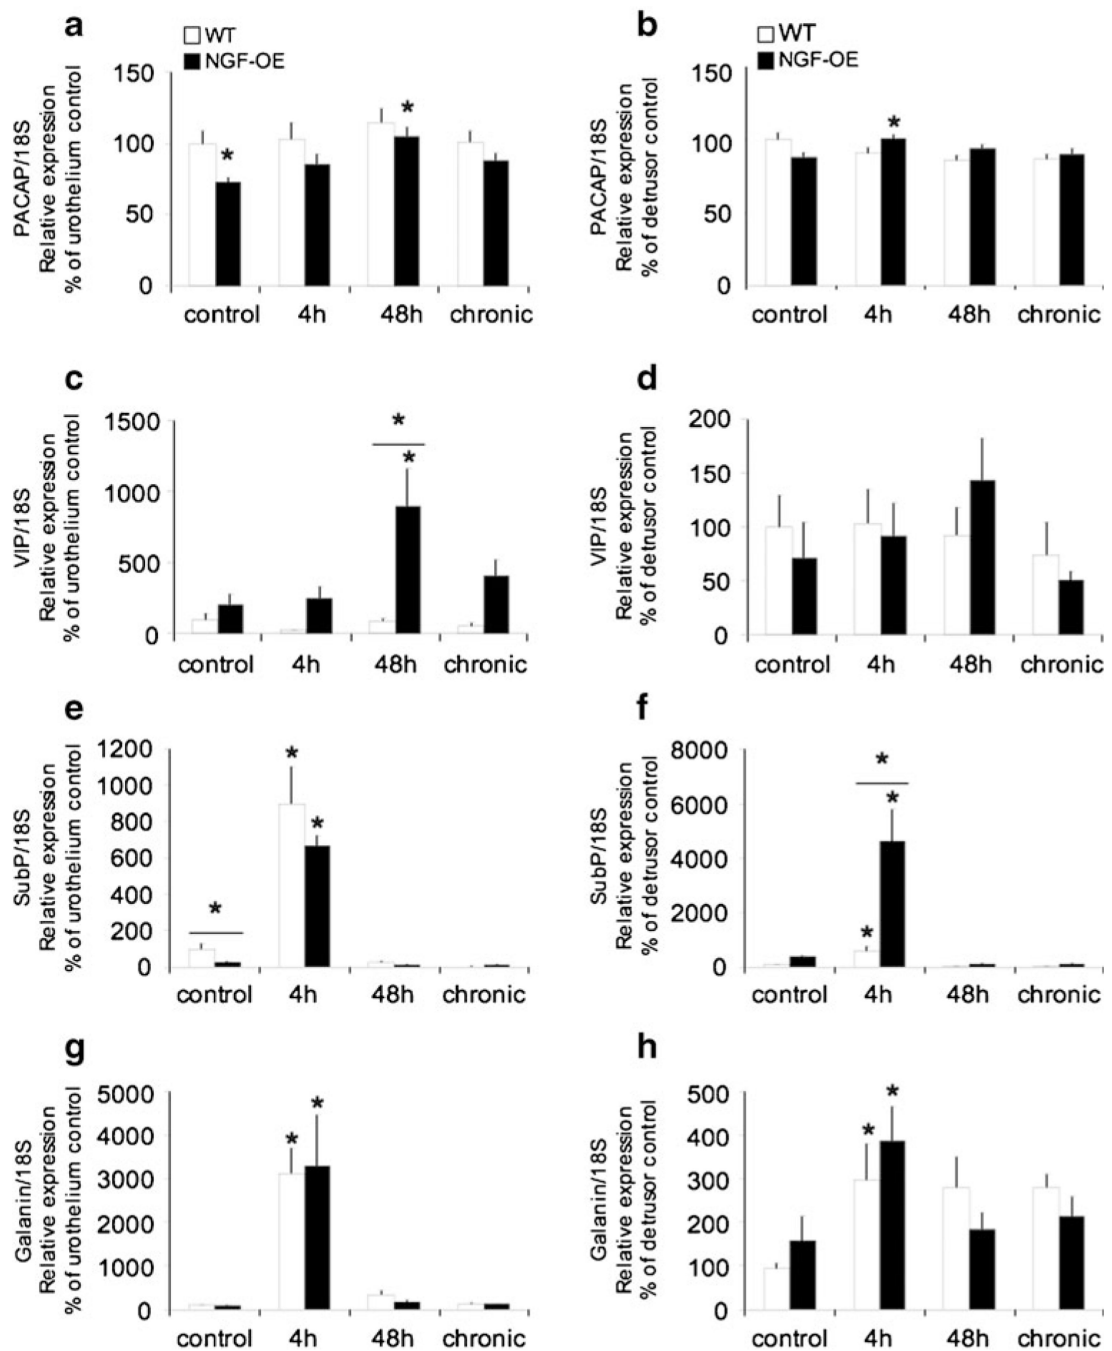 a
WT
NGF-OE
PACAP/18S
Relative expression
% of urothelium control
150
*
*
100
50
0
control 4h 48h chronic
b
WT
NGF-OE
PACAP/18S
Relative expression
% of detrusor control
150
*
100
50
0
control 4h 48h chronic
c
VIP/18S
Relative expression
% of urothelium control
1500
*
*
1000
500
0
control 4h 48h chronic
d
VIP/18S
Relative expression
% of detrusor control
200
150
100
50
0
control 4h 48h chronic
e
SubP/18S
Relative expression
% of urothelium control
1200
*
1000
800
*
600
400
200
*
0
control 4h 48h chronic
f
SubP/18S
Relative expression
% of detrusor control
8000
*
6000
*
4000
2000
*
0
control 4h 48h chronic
g
Galanin/18S
Relative expression
% of urothelium control
5000
*
4000
*
3000
2000
1000
0
control 4h 48h chronic
h
Galanin/18S
Relative expression
% of detrusor control
500
*
400
*
300
200
100
0
control 4h 48h chronic